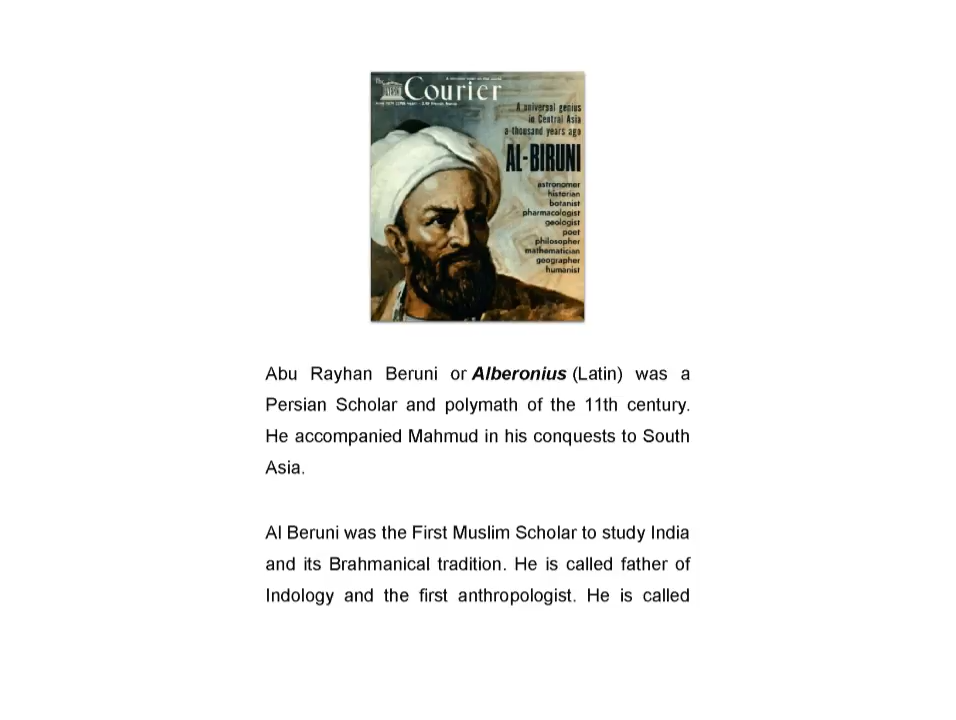 The
Courier
A universal genius
in Central Asia
a thousand years ago
AL-BIRUNI
astronomer
historian
botanist
pharmacologist
geologist
poet
philosopher
mathematician
geographer
humanist
Abu Rayhan Beruni or Alberonius (Latin) was a
Persian Scholar and polymath of the 11th century.
He accompanied Mahmud in his conquests to South
Asia.
Al Beruni was the First Muslim Scholar to study India
and its Brahmanical tradition. He is called father of
Indology and the first anthropologist. He is called